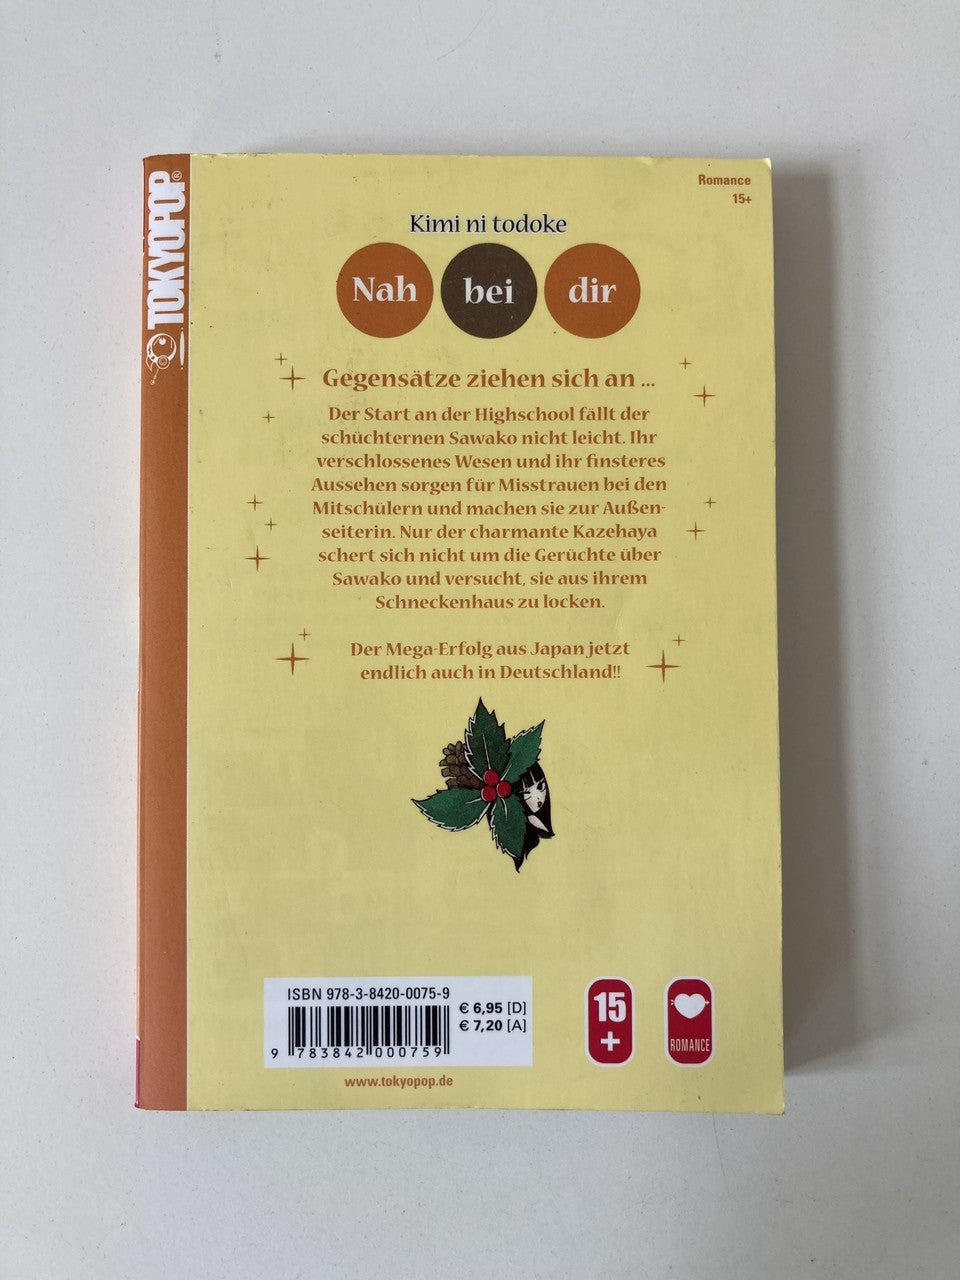 TOKYOPOP®
Romance
15+
Kimi ni todoke
Nah bei dir
Gegensätze ziehen sich an ...
Der Start an der Highschool fällt der
schüchternen Sawako nicht leicht. Ihr
verschlossenes Wesen und ihr finsteres
Aussehen sorgen für Misstrauen bei den
Mitschülern und machen sie zur Außen-
seiterin. Nur der charmante Kazehaya
schert sich nicht um die Gerüchte über
Sawako und versucht, sie aus ihrem
Schneckenhaus zu locken.
Der Mega-Erfolg aus Japan jetzt
endlich auch in Deutschland!!
ISBN 978-3-8420-0075-9
€ 6,95 [D]
€ 7,20 [A]
9 783842 000759
www.tokyopop.de
15
+
ROMANCE